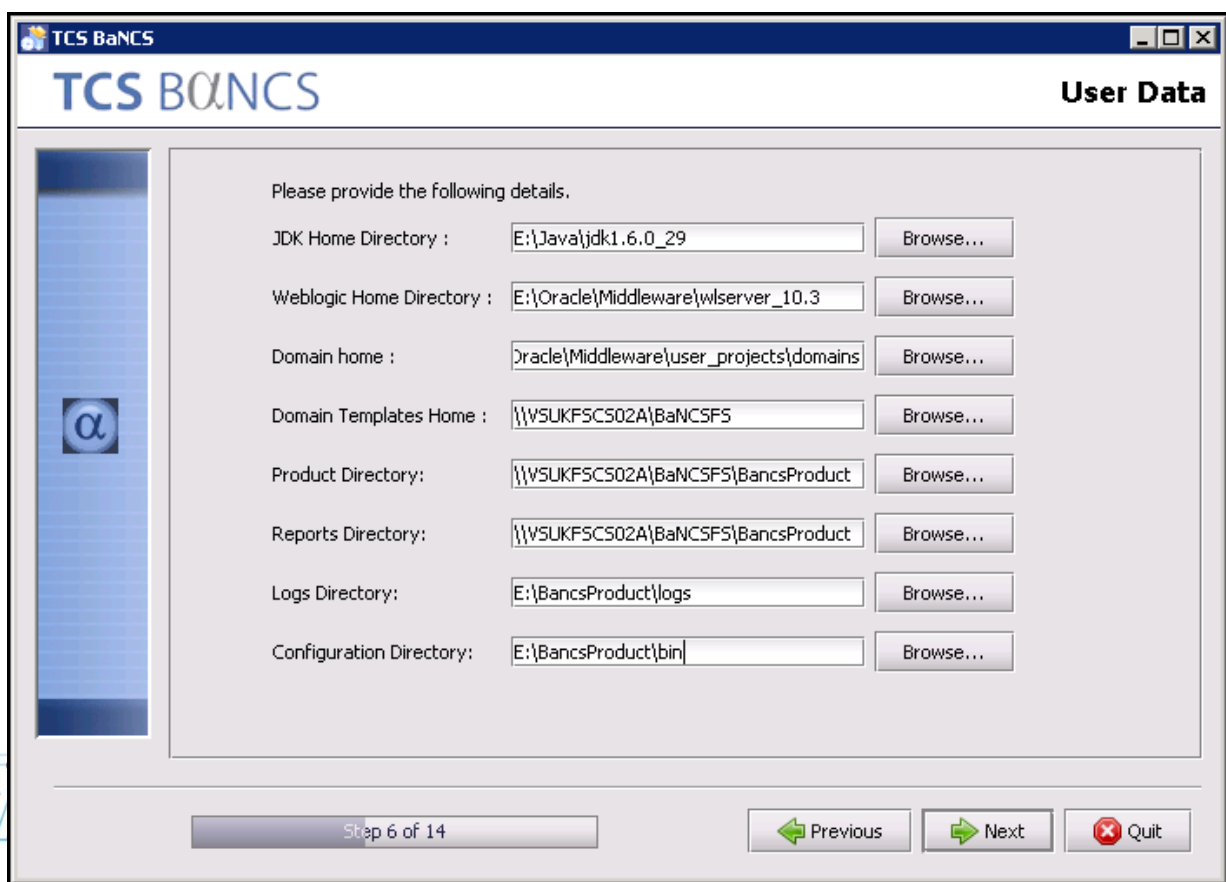 TCS BaNCS
TCS BαNCS
User Data
Please provide the following details.
JDK Home Directory : E:\Java\jdk1.6.0_29 Browse...
Weblogic Home Directory : E:\Oracle\Middleware\wlserver_10.3 Browse...
Domain home : Oracle\Middleware\user_projects\domains Browse...
Domain Templates Home : \\VSUKFSCS02A\BaNCSFS Browse...
α
Product Directory: \\VSUKFSCS02A\BaNCSFS\BancsProduct Browse...
Reports Directory: \\VSUKFSCS02A\BaNCSFS\BancsProduct Browse...
Logs Directory: E:\BancsProduct\logs Browse...
Configuration Directory: E:\BancsProduct\bin Browse...
Step 6 of 14
Previous
Next
Quit